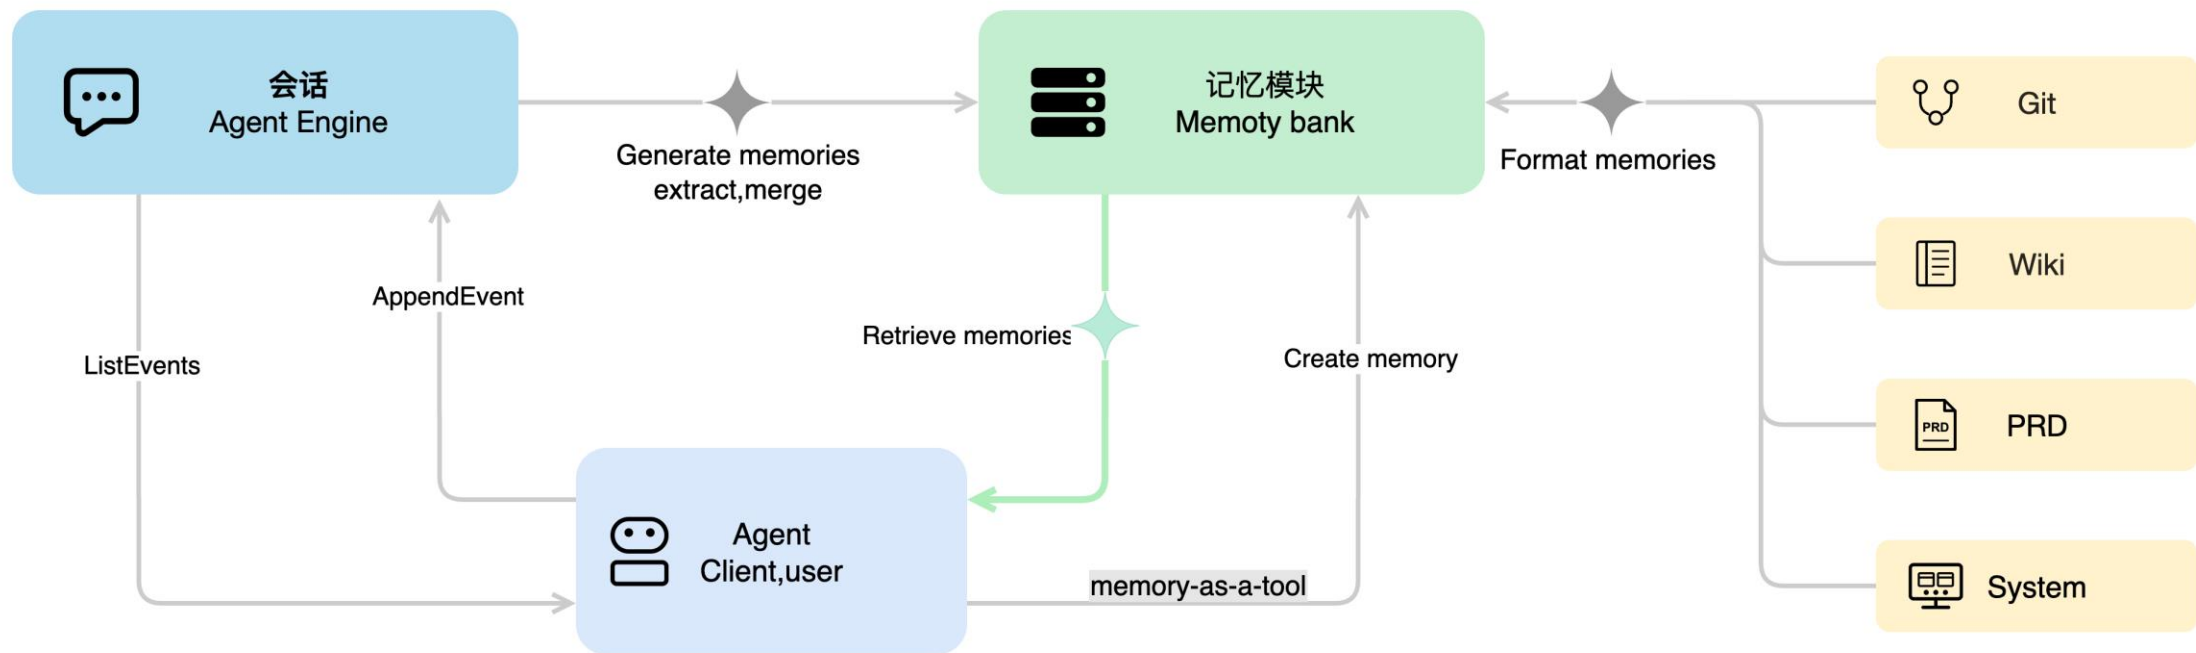 会话
Agent Engine
Generate memories
extract,merge
记忆模块
Memoty bank
Format memories
Git
Wiki
PRD
PRD
System
AppendEvent
ListEvents
Retrieve memories
Create memory
Agent
Client,user
memory-as-a-tool